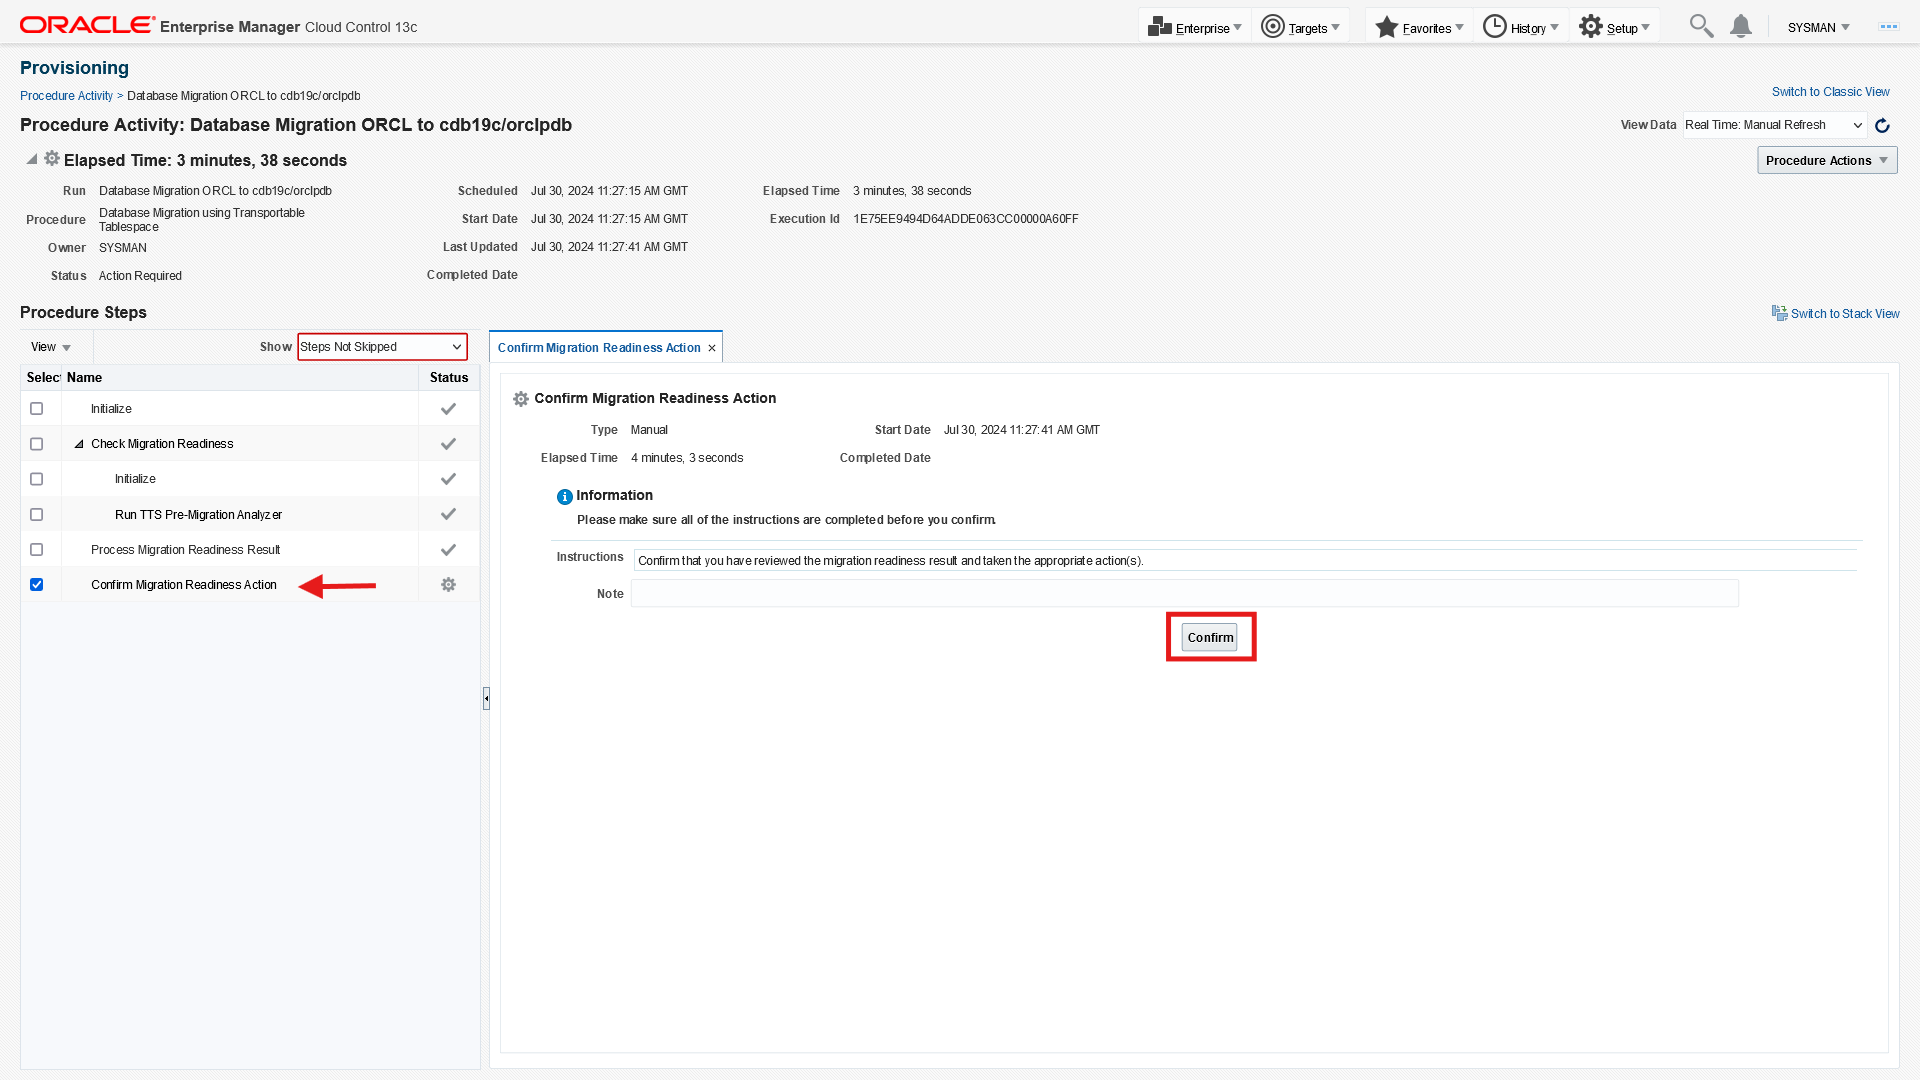 ORACLE Enterprise Manager Cloud Control 13c
Enterprise
Targets
Favorites
History
Setup
SYSMAN
Provisioning
Procedure Activity > Database Migration ORCL to cdb19c/orclpdb
Switch to Classic View
Procedure Activity: Database Migration ORCL to cdb19c/orclpdb
View Data Real Time: Manual Refresh
Elapsed Time: 3 minutes, 38 seconds
Procedure Actions
Run Database Migration ORCL to cdb19c/orclpdb
Procedure Database Migration using Transportable
Tablespace
Owner SYSMAN
Status Action Required
Scheduled Jul 30, 2024 11:27:15 AM GMT
Start Date Jul 30, 2024 11:27:15 AM GMT
Last Updated Jul 30, 2024 11:27:41 AM GMT
Completed Date
Elapsed Time 3 minutes, 38 seconds
Execution Id 1E75EE9494D64ADDE063CC00000A60FF
Procedure Steps
Switch to Stack View
View
Show Steps Not Skipped
Select Name Status
Initialize
Check Migration Readiness
Initialize
Run TTS Pre-Migration Analyzer
Process Migration Readiness Result
Confirm Migration Readiness Action
Confirm Migration Readiness Action ×
Confirm Migration Readiness Action
Type Manual
Start Date Jul 30, 2024 11:27:41 AM GMT
Elapsed Time 4 minutes, 3 seconds
Completed Date
Information
Please make sure all of the instructions are completed before you confirm.
Instructions Confirm that you have reviewed the migration readiness result and taken the appropriate action(s).
Note
Confirm